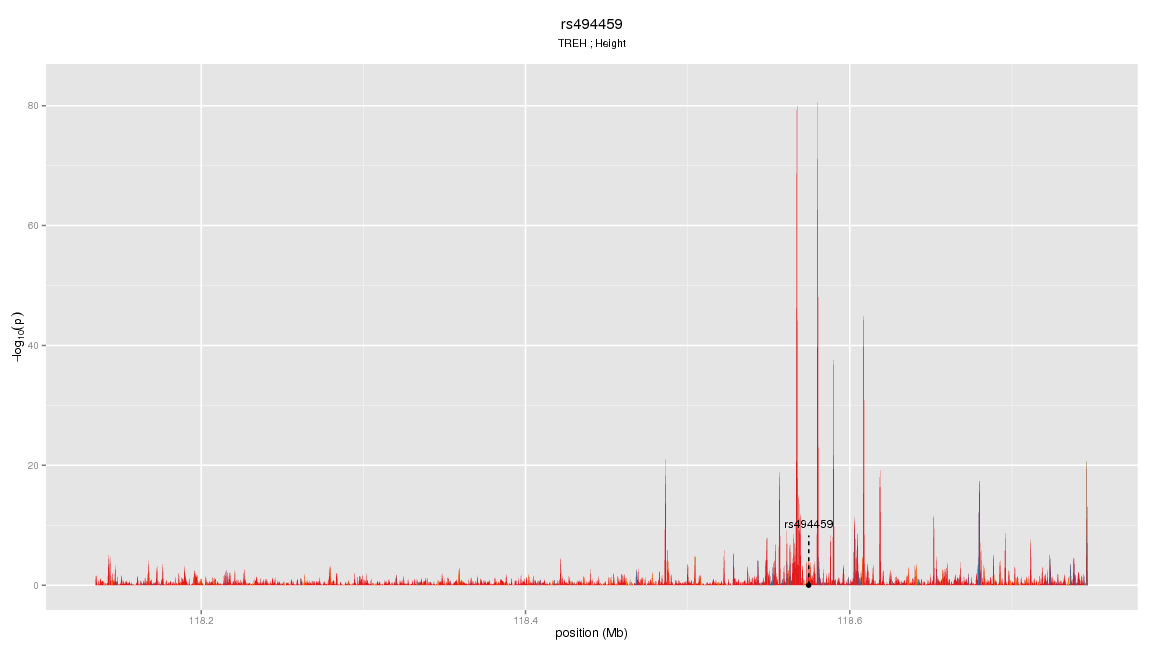 rs494459
TREH ; Height
80
60
40
20
0
−log10(p)
rs494459
118.2
118.4
118.6
position (Mb)